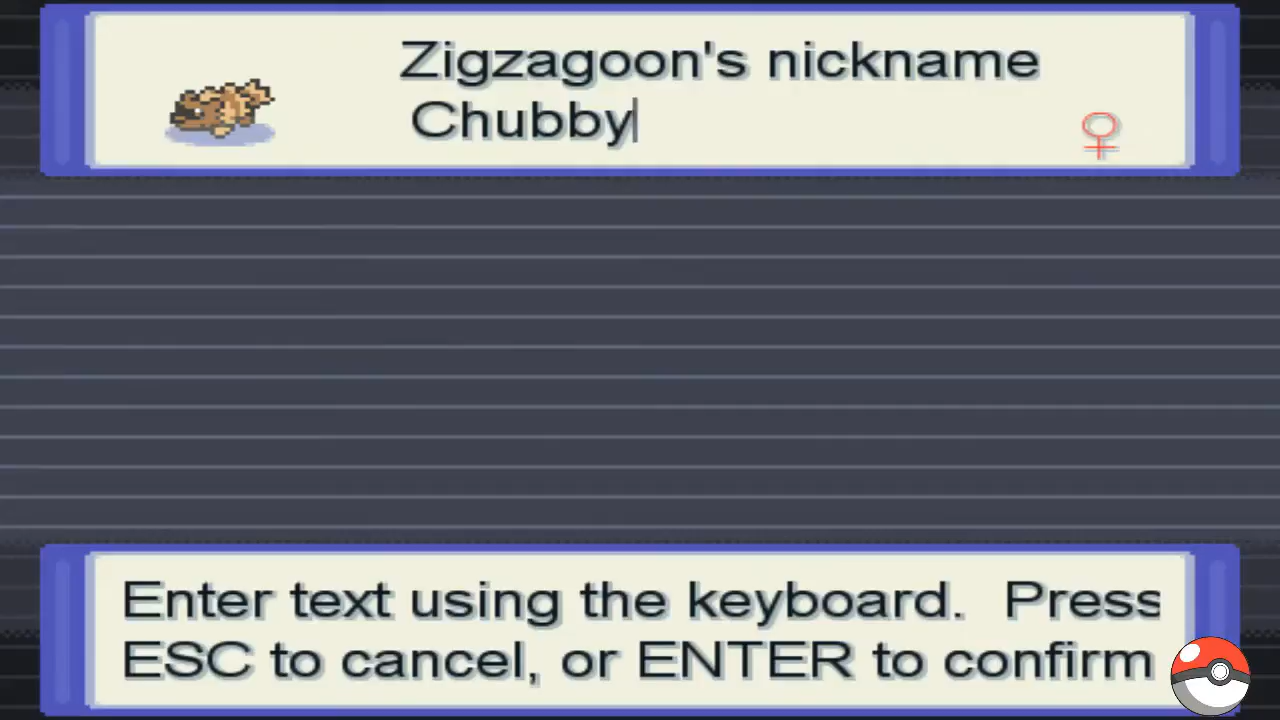 Zigzagoon's nickname
Chubby
Enter text using the keyboard. Press
ESC to cancel, or ENTER to confirm